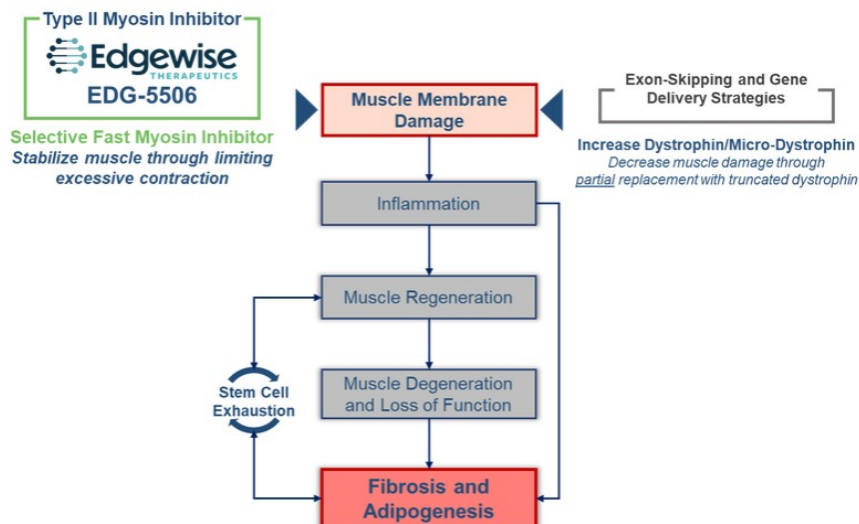 Type II Myosin Inhibitor
Edgewise
THERAPEUTICS
EDG-5506
Selective Fast Myosin Inhibitor
Stabilize muscle through limiting
excessive contraction
Muscle Membrane
Damage
Exon-Skipping and Gene
Delivery Strategies
Increase Dystrophin/Micro-Dystrophin
Decrease muscle damage through
partial replacement with truncated dystrophin
Inflammation
Muscle Regeneration
Stem Cell
Exhaustion
Muscle Degeneration
and Loss of Function
Fibrosis and
Adipogenesis